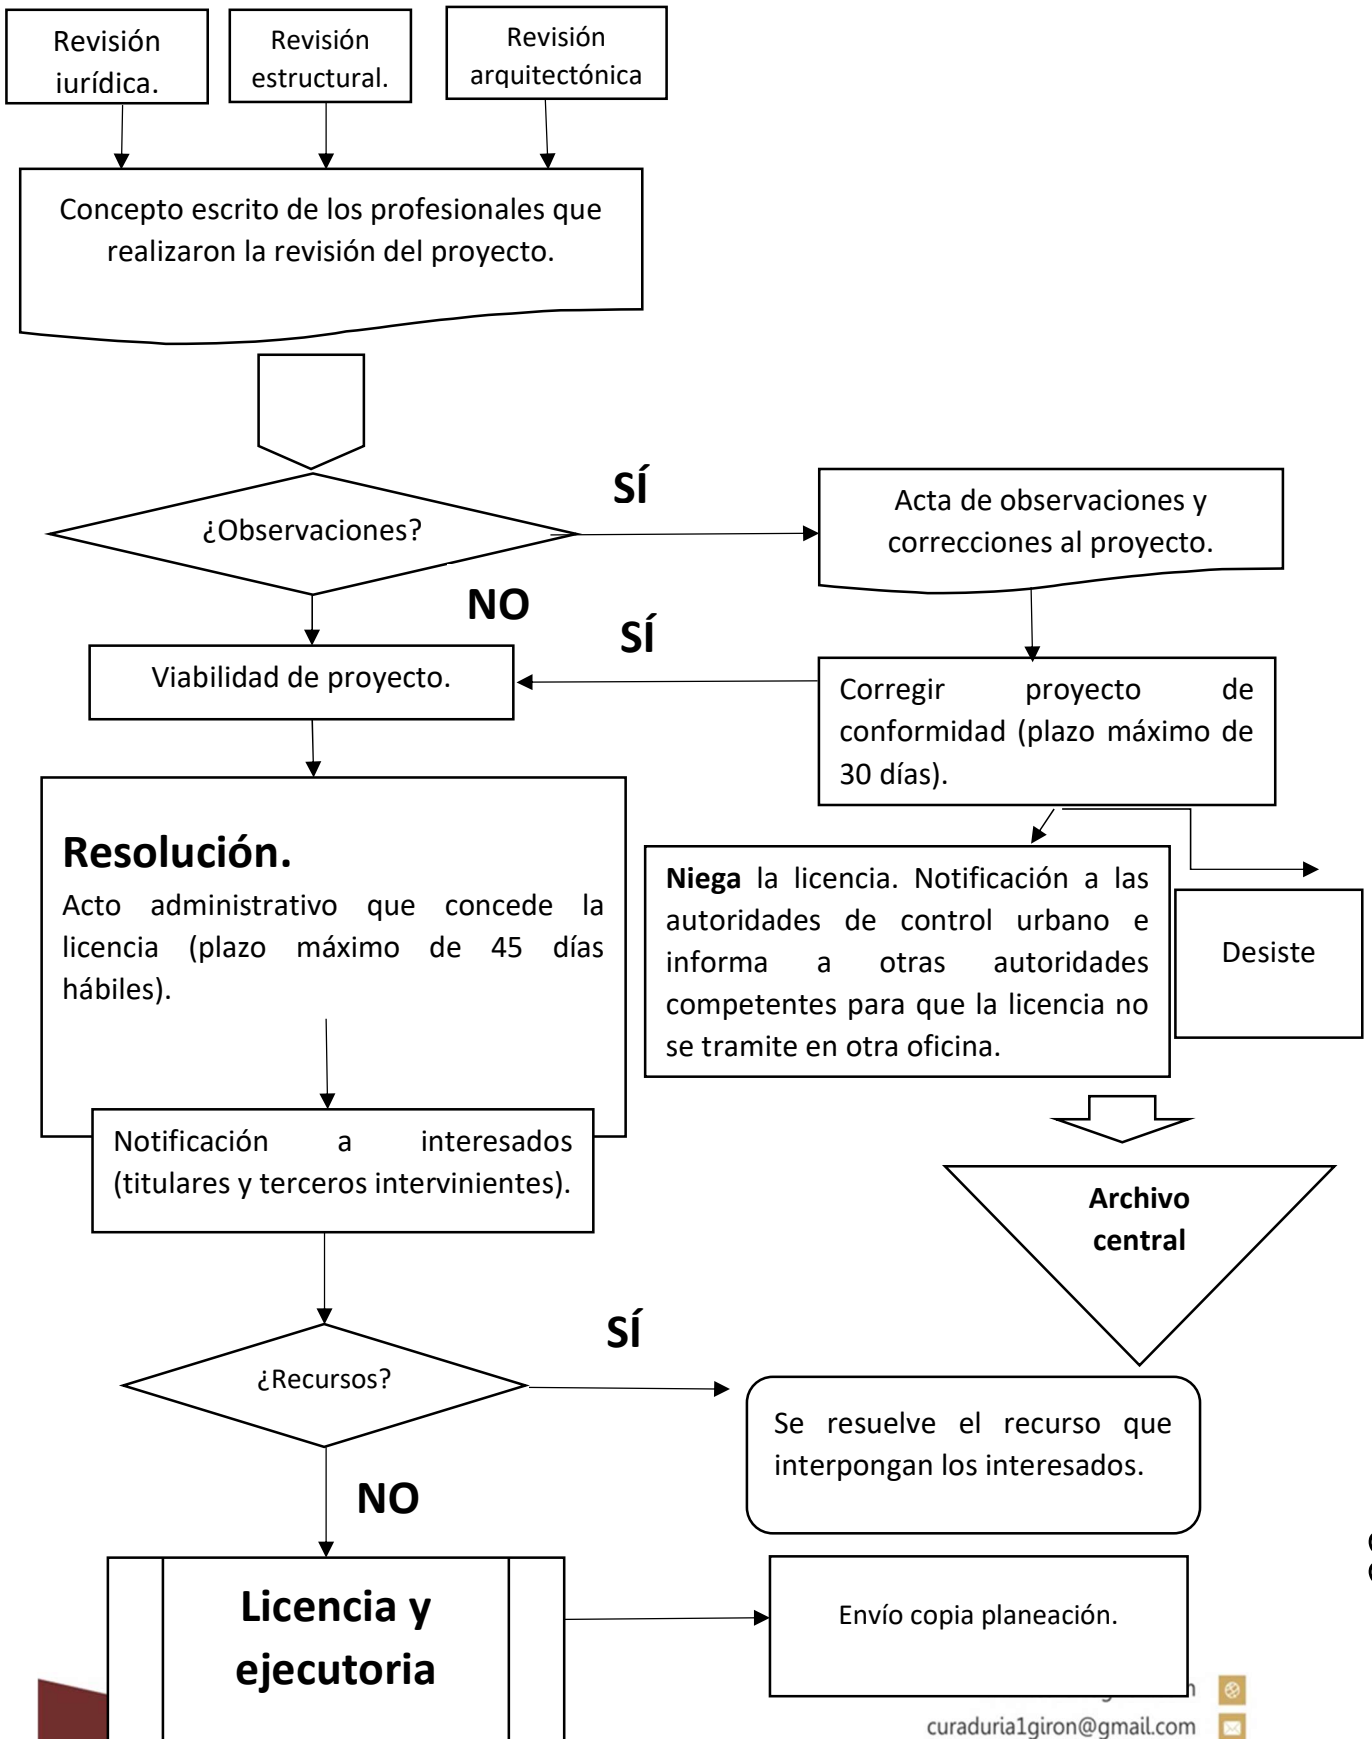 Revisión
jurídica.
Revisión
estructural.
Revisión
arquitectónica
Concepto escrito de los profesionales que
realizaron la revisión del proyecto.
¿Observaciones?
SÍ
Acta de observaciones y
correcciones al proyecto.
NO
SÍ
Viabilidad de proyecto.
Corregir proyecto de
conformidad (plazo máximo de
30 días).
Resolución.
Acto administrativo que concede la
licencia (plazo máximo de 45 días
hábiles).
Niega la licencia. Notificación a las
autoridades de control urbano e
informa a otras autoridades
competentes para que la licencia no
se tramite en otra oficina.
Desiste
Notificación a interesados
(titulares y terceros intervinientes).
Archivo
central
¿Recursos?
SÍ
Se resuelve el recurso que
interpongan los interesados.
NO
Licencia y
ejecutoria
Envío copia planeación.
curaduria1giron@gmail.com